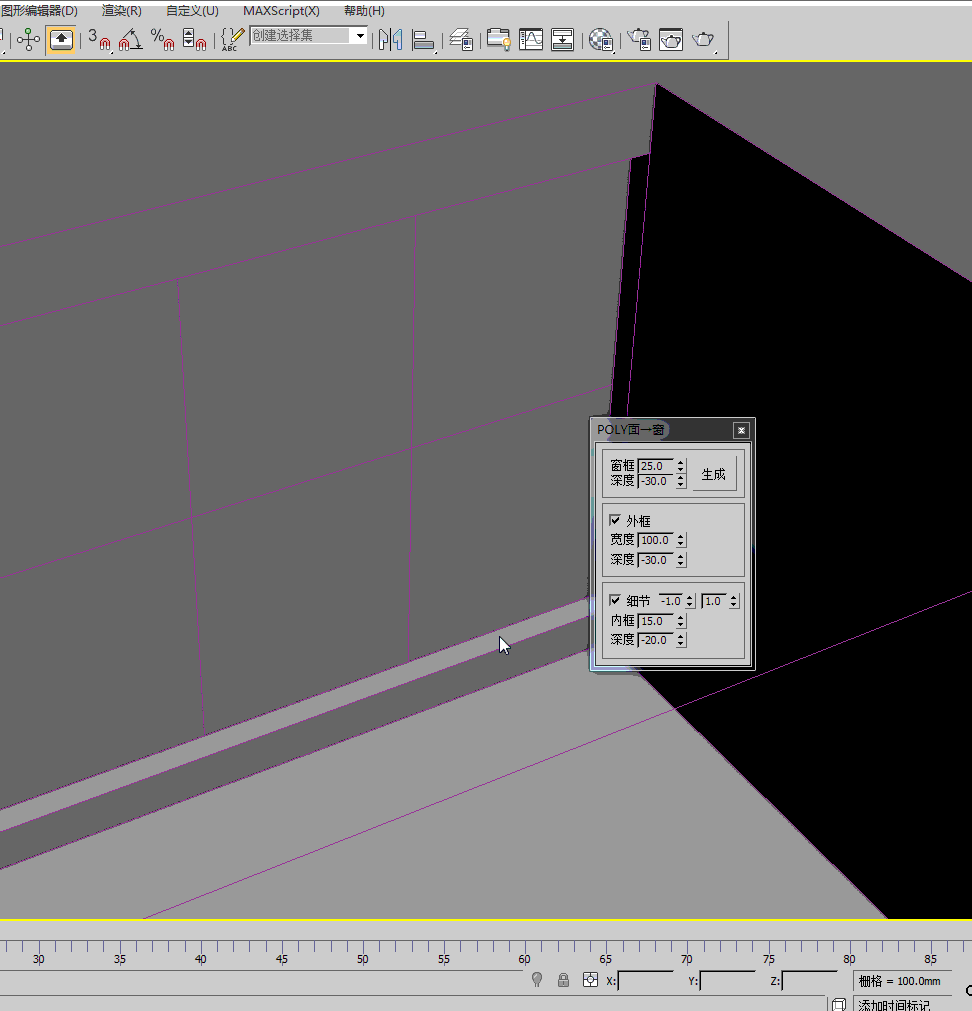 图形编辑器(D) 渲染(R) 自定义(U) MAXScript(X) 帮助(H)
3 % ABC 创建选择集
POLY面→窗
窗框 25.0
深度 -30.0
生成
外框
宽度 100.0
深度 -30.0
细节 -1.0 1.0
内框 15.0
深度 -20.0
30 35 40 45 50 55 60 65 70 75 80 85
X: Y: Z: 栅格 = 100.0mm
添加时间标记